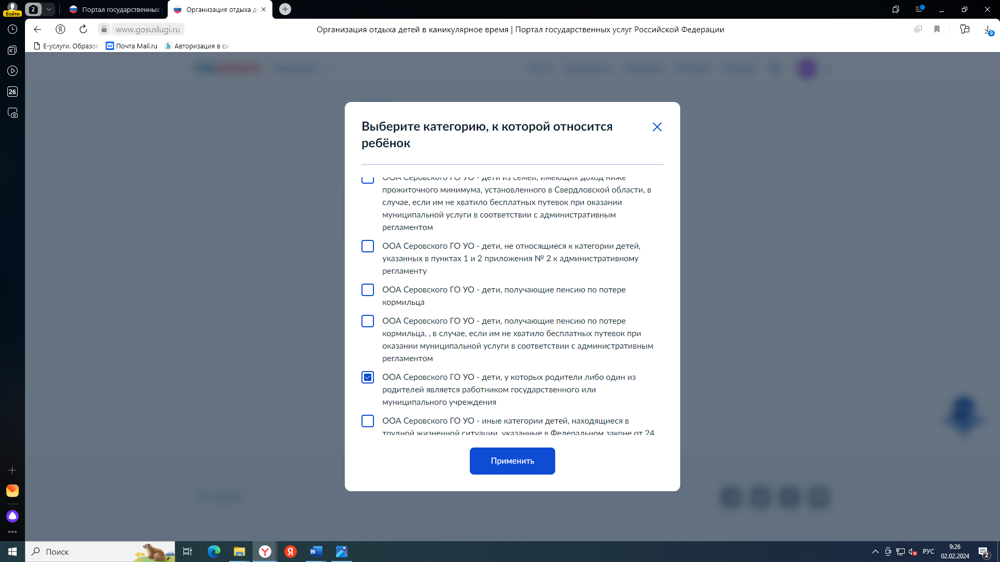 Войти
2
Портал государственных
Организация отдыха де
www.gosuslugi.ru
Организация отдыха детей в каникулярное время | Портал государственных услуг Российской Федерации
9
Е-услуги. Образов
Почта Mail.ru
Авторизация в си
26
Выберите категорию, к которой относится
ребёнок
ООА Серовского ГО УО - дети из семей, имеющих доход ниже
прожиточного минимума, установленного в Свердловской области, в
случае, если им не хватило бесплатных путевок при оказании
муниципальной услуги в соответствии с административным
регламентом
ООА Серовского ГО УО - дети, не относящиеся к категории детей,
указанных в пунктах 1 и 2 приложения № 2 к административному
регламенту
ООА Серовского ГО УО - дети, получающие пенсию по потере
кормильца
ООА Серовского ГО УО - дети, получающие пенсию по потере
кормильца, , в случае, если им не хватило бесплатных путевок при
оказании муниципальной услуги в соответствии с административным
регламентом
ООА Серовского ГО УО - дети, у которых родители либо один из
родителей является работником государственного или
муниципального учреждения
ООА Серовского ГО УО - иные категории детей, находящиеся в
трудной жизненной ситуации, указанные в Федеральном законе от 24
Применить
Поиск
РУС
9:26
02.02.2024
2